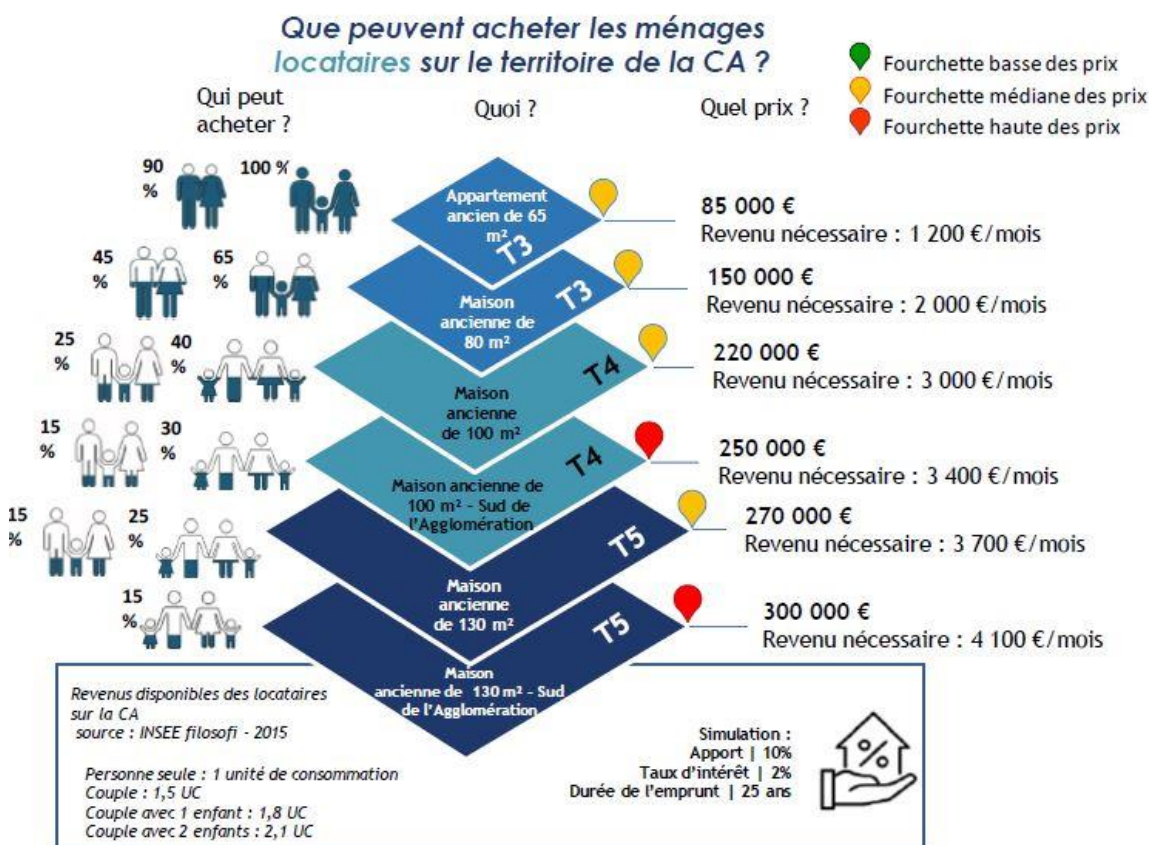 Que peuvent acheter les ménages
locataires sur le territoire de la CA ?
Fourchette basse des prix
Fourchette médiane des prix
Fourchette haute des prix
Qui peut
acheter ?
Quoi ?
Quel prix ?
90
%
100 %
Appartement
ancien de 65
m²
T3
85 000 €
Revenu nécessaire : 1 200 €/mois
45
%
65
%
Maison
ancienne de
80 m²
T3
150 000 €
Revenu nécessaire : 2 000 €/mois
25
%
40
%
Maison
ancienne
de 100 m²
T4
220 000 €
Revenu nécessaire : 3 000 €/mois
15
%
30
%
Maison ancienne de
100 m² - Sud de
l'Agglomération
T4
250 000 €
Revenu nécessaire : 3 400 €/mois
15
%
25
%
Maison
ancienne
de 130 m²
T5
270 000 €
Revenu nécessaire : 3 700 €/mois
15
%
Maison
ancienne de 130 m² - Sud
de l'Agglomération
T5
300 000 €
Revenu nécessaire : 4 100 €/mois
Revenus disponibles des locataires
sur la CA
source : INSEE filosofi - 2015
Personne seule : 1 unité de consommation
Couple : 1,5 UC
Couple avec 1 enfant : 1,8 UC
Couple avec 2 enfants : 2,1 UC
Simulation :
Apport | 10%
Taux d'intérêt | 2%
Durée de l'emprunt | 25 ans
%